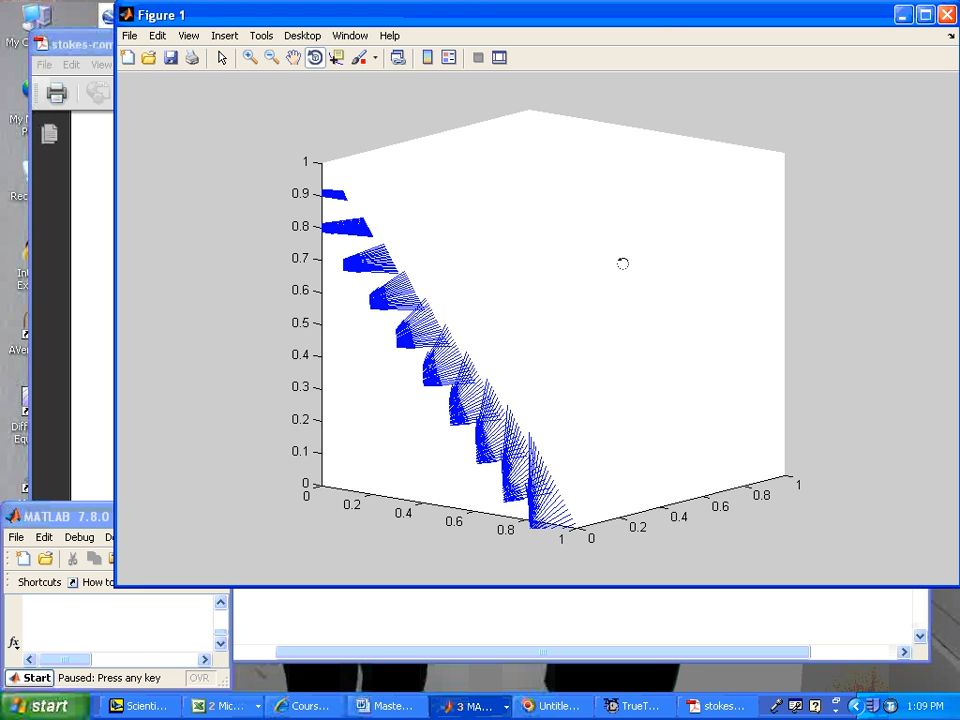 Figure 1
File Edit View Insert Tools Desktop Window Help
stokes-com
File Edit View
1
0.9
0.8
0.7
0.6
0.5
0.4
0.3
0.2
0.1
0
0 0.2 0.4 0.6 0.8 1
0 0.2 0.4 0.6 0.8 1
MATLAB 7.8.0
File Edit Debug
Shortcuts How to
fx
Start Paused: Press any key OVR
start Scienti... 2 Mic... Cours... Maste... 3 MA... Untitle... TrueT... stokes... 1:09 PM